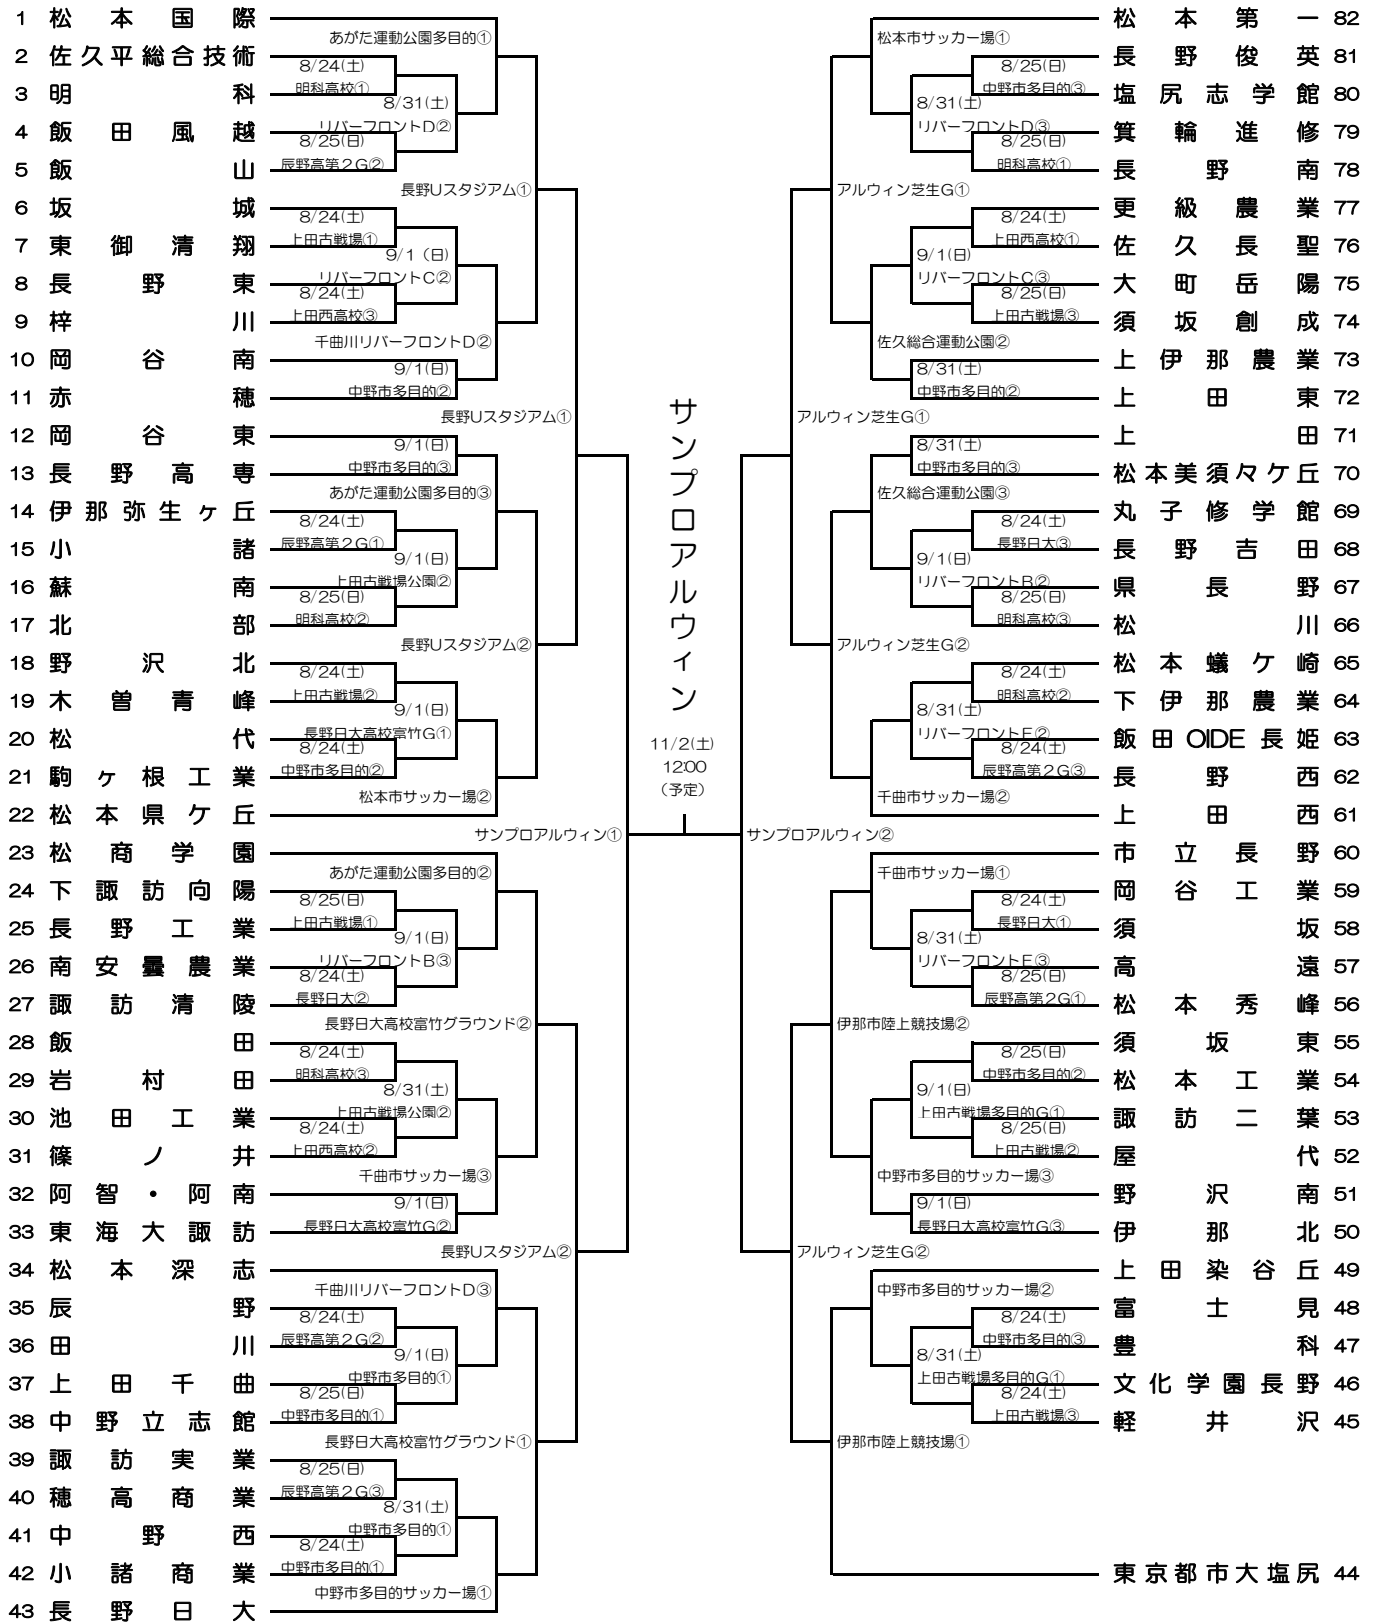 1 松本国際
あがた運動公園多目的①
2 佐久平総合技術
8/24(土)
明科高校①
3 明科
8/31(土)
リバーフロントD②
4 飯田風越
8/25(日)
辰野高第2G②
5 飯山
長野Uスタジアム①
6 坂城
8/24(土)
上田古戦場①
7 東御清翔
9/1(日)
リバーフロントC②
8 長野東
8/24(土)
上田西高校③
9 梓川
千曲川リバーフロントD②
10 岡谷南
9/1(日)
中野市多目的②
11 赤穂
長野Uスタジアム①
12 岡谷東
9/1(日)
中野市多目的③
13 長野高専
あがた運動公園多目的③
14 伊那弥生ヶ丘
8/24(土)
辰野高第2G①
15 小諸
9/1(日)
上田古戦場公園②
16 蘇南
8/25(日)
明科高校②
17 北部
長野Uスタジアム②
18 野沢北
8/24(土)
上田古戦場②
19 木曽青峰
9/1(日)
長野日大高校富竹G①
20 松代
8/24(土)
中野市多目的②
21 駒ヶ根工業
松本市サッカー場②
22 松本県ケ丘
サンプロアルウィン①
23 松商学園
あがた運動公園多目的②
24 下諏訪向陽
8/25(日)
上田古戦場①
25 長野工業
9/1(日)
リバーフロントB③
26 南安曇農業
8/24(土)
長野日大②
27 諏訪清陵
長野日大高校富竹グラウンド②
28 飯田
8/24(土)
明科高校③
29 岩村田
8/31(土)
上田古戦場公園②
30 池田工業
8/24(土)
上田西高校②
31 篠ノ井
千曲市サッカー場③
32 阿智・阿南
9/1(日)
長野日大高校富竹G②
33 東海大諏訪
長野Uスタジアム②
34 松本深志
千曲川リバーフロントD③
35 辰野
8/24(土)
辰野高第2G②
36 田川
9/1(日)
中野市多目的①
37 上田千曲
8/25(日)
中野市多目的①
38 中野立志館
長野日大高校富竹グラウンド①
39 諏訪実業
8/25(日)
辰野高第2G③
40 穂高商業
8/31(土)
中野市多目的①
41 中野西
8/24(土)
中野市多目的①
42 小諸商業
中野市多目的サッカー場①
43 長野日大
サンプロアルウィン
11/2(土)
12:00
(予定)
松本第一 82
松本市サッカー場①
長野俊英 81
8/25(日)
中野市多目的③
塩尻志学館 80
8/31(土)
リバーフロントD③
箕輪進修 79
8/25(日)
明科高校①
長野南 78
アルウィン芝生G①
更級農業 77
8/24(土)
上田西高校①
佐久長聖 76
9/1(日)
リバーフロントC③
大町岳陽 75
8/25(日)
上田古戦場③
須坂創成 74
佐久総合運動公園②
上伊那農業 73
8/31(土)
中野市多目的②
上田東 72
アルウィン芝生G①
上田 71
8/31(土)
中野市多目的③
松本美須々ケ丘 70
佐久総合運動公園③
丸子修学館 69
8/24(土)
長野日大③
長野吉田 68
9/1(日)
リバーフロントB②
県長野 67
8/25(日)
明科高校③
松川 66
アルウィン芝生G②
松本蟻ケ崎 65
8/24(土)
明科高校②
下伊那農業 64
8/31(土)
リバーフロントE②
飯田OIDE長姫 63
8/24(土)
辰野高第2G③
長野西 62
千曲市サッカー場②
上田西 61
サンプロアルウィン②
市立長野 60
千曲市サッカー場①
岡谷工業 59
8/24(土)
長野日大①
須坂 58
8/31(土)
リバーフロントE③
高遠 57
8/25(日)
辰野高第2G①
松本秀峰 56
伊那市陸上競技場②
須坂東 55
8/25(日)
中野市多目的②
松本工業 54
9/1(日)
上田古戦場多目的G①
諏訪二葉 53
8/25(日)
上田古戦場②
屋代 52
中野市多目的サッカー場③
野沢南 51
9/1(日)
長野日大高校富竹G③
伊那北 50
アルウィン芝生G②
上田染谷丘 49
中野市多目的サッカー場②
富士見 48
8/24(土)
中野市多目的③
豊科 47
8/31(土)
上田古戦場多目的G①
文化学園長野 46
8/24(土)
上田古戦場③
軽井沢 45
伊那市陸上競技場①
東京都市大塩尻 44